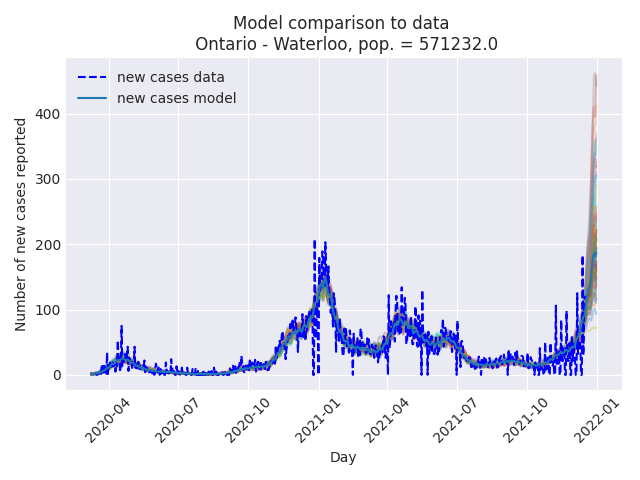 Model comparison to data
Ontario - Waterloo, pop. = 571232.0
new cases data
new cases model
Number of new cases reported
400
300
200
100
0
2020-04
2020-07
2020-10
2021-01
2021-04
2021-07
2021-10
2022-01
Day